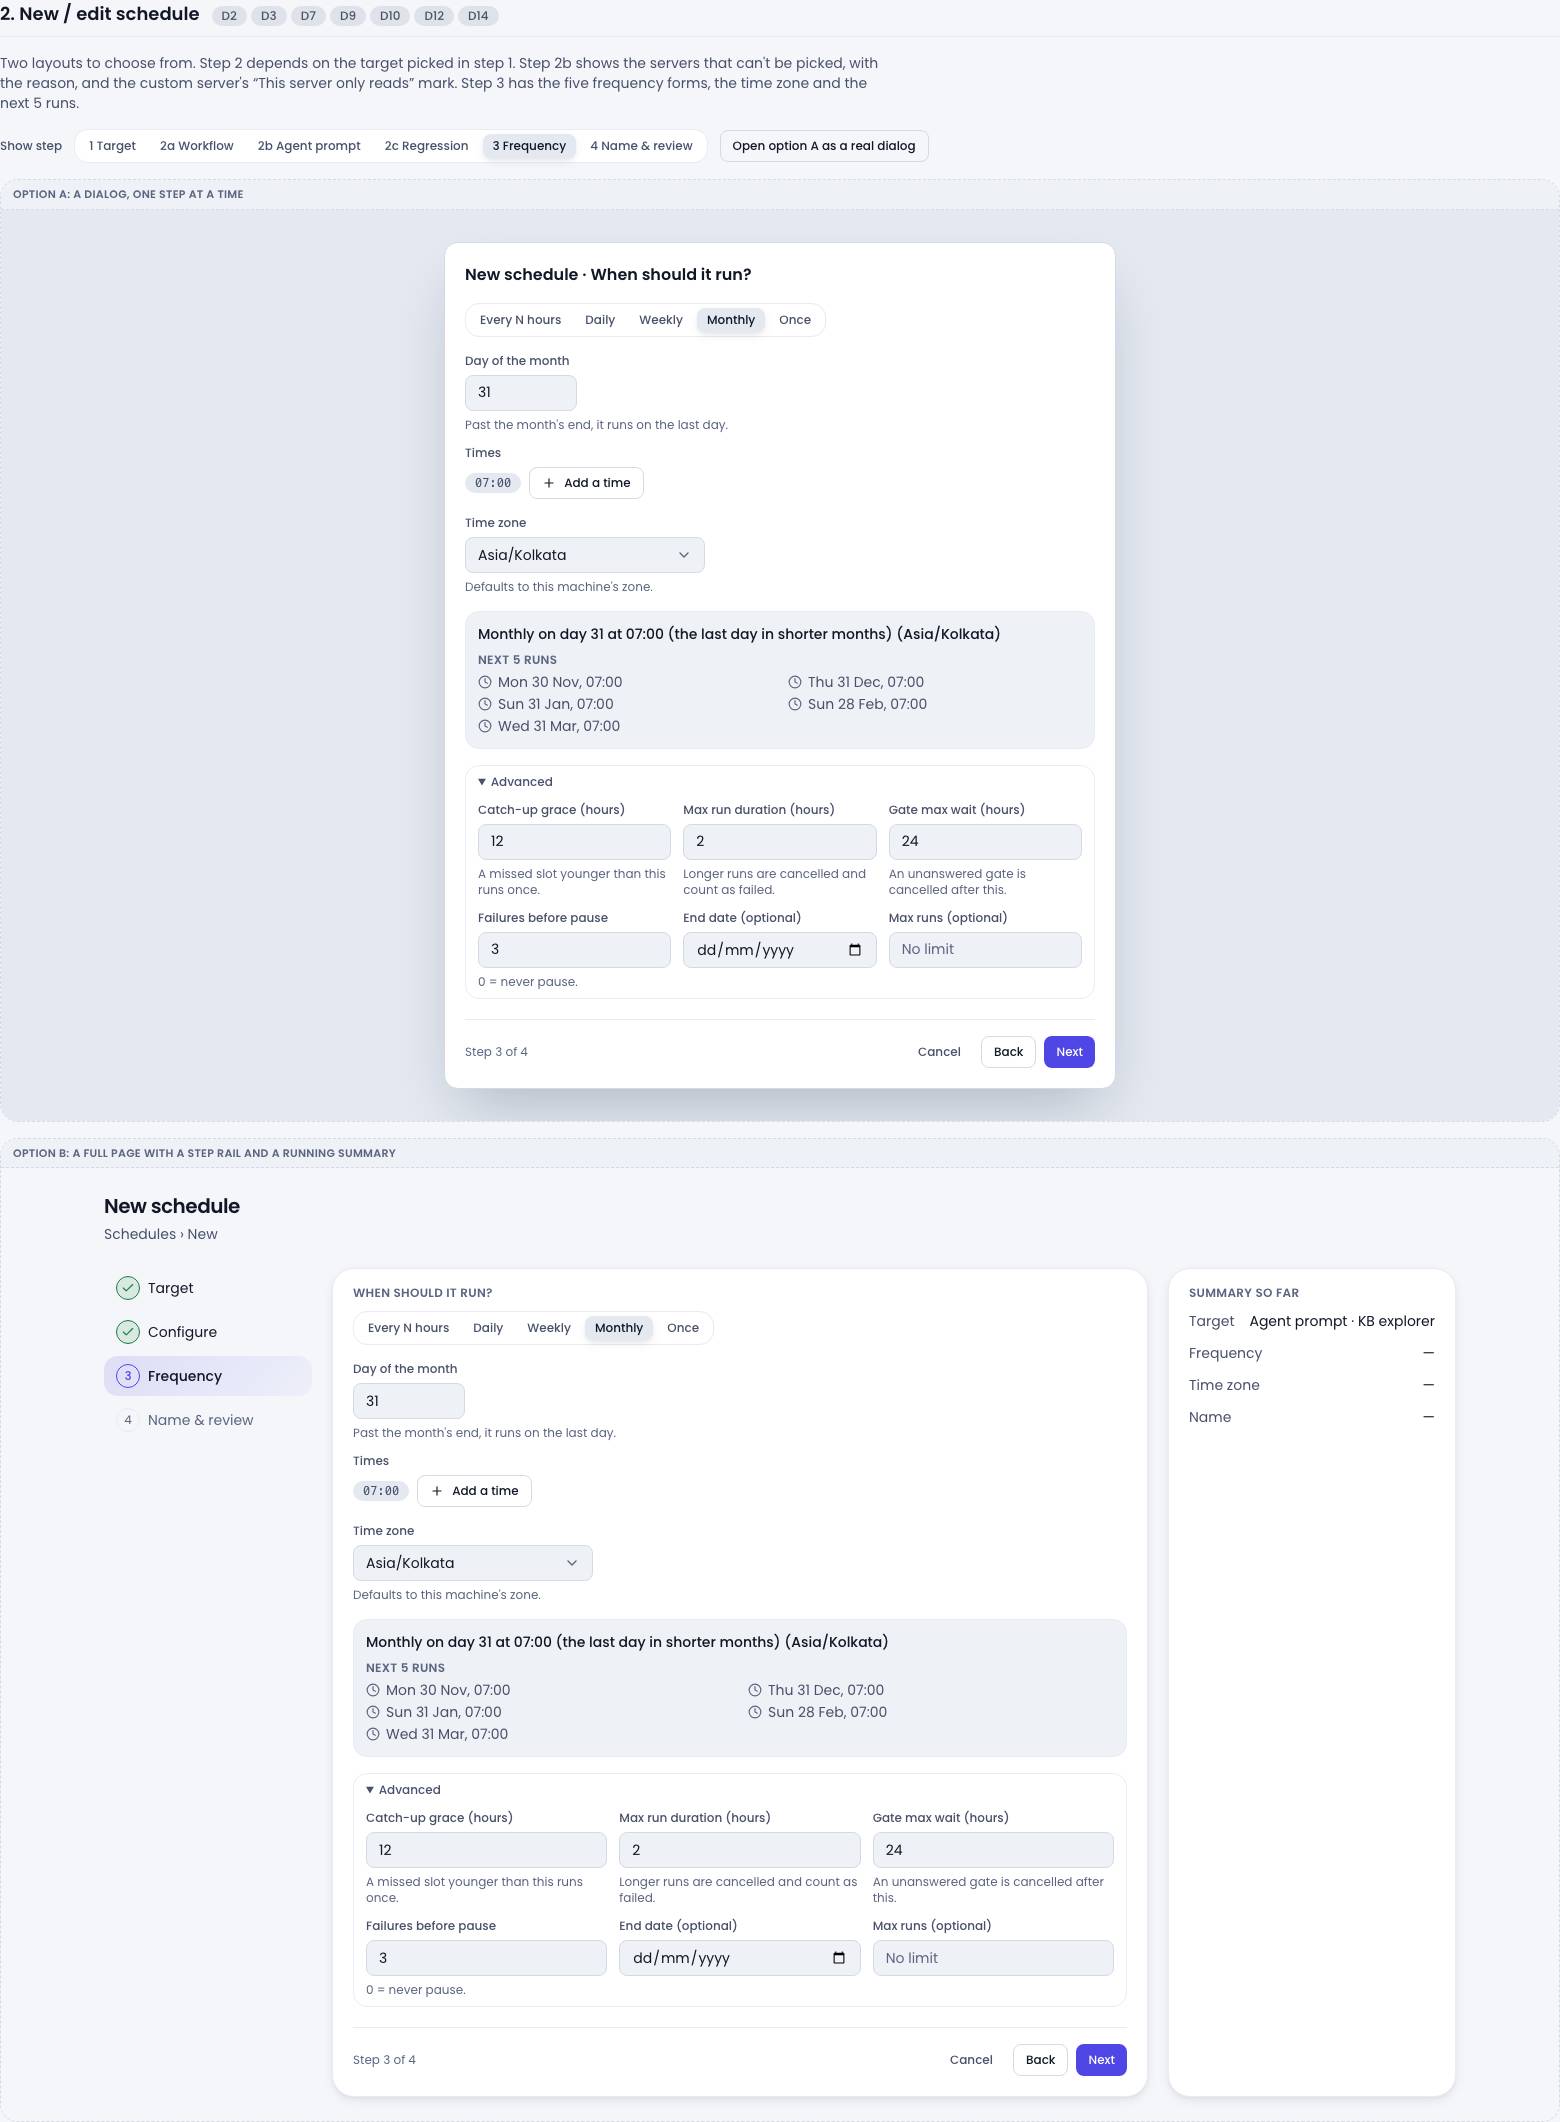 2. New / edit schedule D2 D3 D7 D9 D10 D12 D14
Two layouts to choose from. Step 2 depends on the target picked in step 1. Step 2b shows the servers that can't be picked, with
the reason, and the custom server's “This server only reads” mark. Step 3 has the five frequency forms, the time zone and the
next 5 runs.
Show step 1 Target 2a Workflow 2b Agent prompt 2c Regression 3 Frequency 4 Name & review Open option A as a real dialog
OPTION A: A DIALOG, ONE STEP AT A TIME
New schedule · When should it run?
Every N hours Daily Weekly Monthly Once
Day of the month
31
Past the month's end, it runs on the last day.
Times
07:00 + Add a time
Time zone
Asia/Kolkata
Defaults to this machine's zone.
Monthly on day 31 at 07:00 (the last day in shorter months) (Asia/Kolkata)
NEXT 5 RUNS
Mon 30 Nov, 07:00 Thu 31 Dec, 07:00
Sun 31 Jan, 07:00 Sun 28 Feb, 07:00
Wed 31 Mar, 07:00
▼ Advanced
Catch-up grace (hours) Max run duration (hours) Gate max wait (hours)
12 2 24
A missed slot younger than this Longer runs are cancelled and An unanswered gate is
runs once. count as failed. cancelled after this.
Failures before pause End date (optional) Max runs (optional)
3 dd/mm/yyyy No limit
0 = never pause.
Step 3 of 4 Cancel Back Next
OPTION B: A FULL PAGE WITH A STEP RAIL AND A RUNNING SUMMARY
New schedule
Schedules › New
Target
Configure
3 Frequency
4 Name & review
WHEN SHOULD IT RUN?
Every N hours Daily Weekly Monthly Once
Day of the month
31
Past the month's end, it runs on the last day.
Times
07:00 + Add a time
Time zone
Asia/Kolkata
Defaults to this machine's zone.
Monthly on day 31 at 07:00 (the last day in shorter months) (Asia/Kolkata)
NEXT 5 RUNS
Mon 30 Nov, 07:00 Thu 31 Dec, 07:00
Sun 31 Jan, 07:00 Sun 28 Feb, 07:00
Wed 31 Mar, 07:00
▼ Advanced
Catch-up grace (hours) Max run duration (hours) Gate max wait (hours)
12 2 24
A missed slot younger than this runs Longer runs are cancelled and count as An unanswered gate is cancelled after
once. failed. this.
Failures before pause End date (optional) Max runs (optional)
3 dd/mm/yyyy No limit
0 = never pause.
Step 3 of 4 Cancel Back Next
SUMMARY SO FAR
Target Agent prompt · KB explorer
Frequency —
Time zone —
Name —